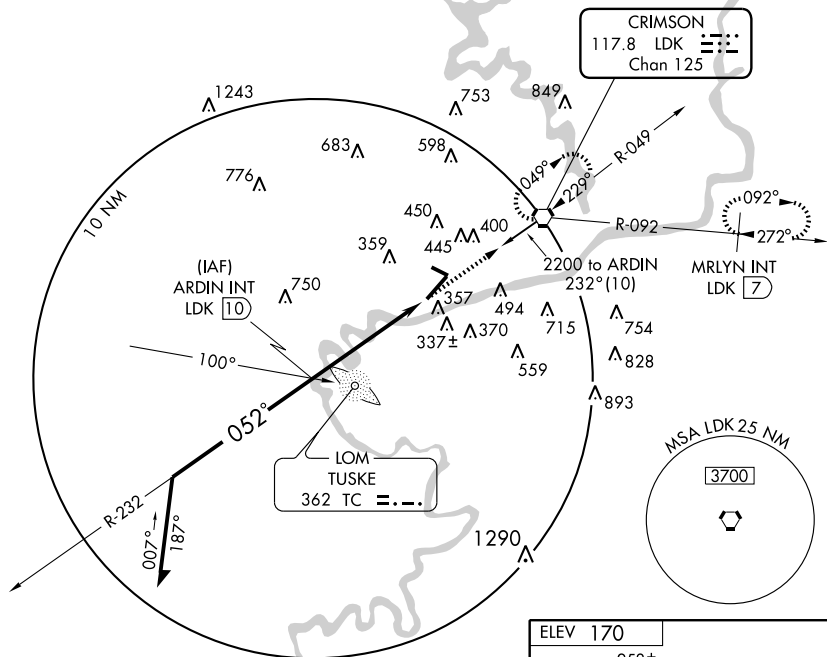 CRIMSON
117.8 LDK
Chan 125
1243
753
849
683
598
776
R-049
049°
229°
092°
272°
R-092
10 NM
450
445
400
359
(IAF)
ARDIN INT
LDK 10
750
2200 to ARDIN
232° (10)
MRLYN INT
LDK 7
357
494
715
754
337±
370
559
828
100°
893
052°
LOM
TUSKE
362 TC
MSA LDK 25 NM
3700
R-232
007°
187°
1290
ELEV 170